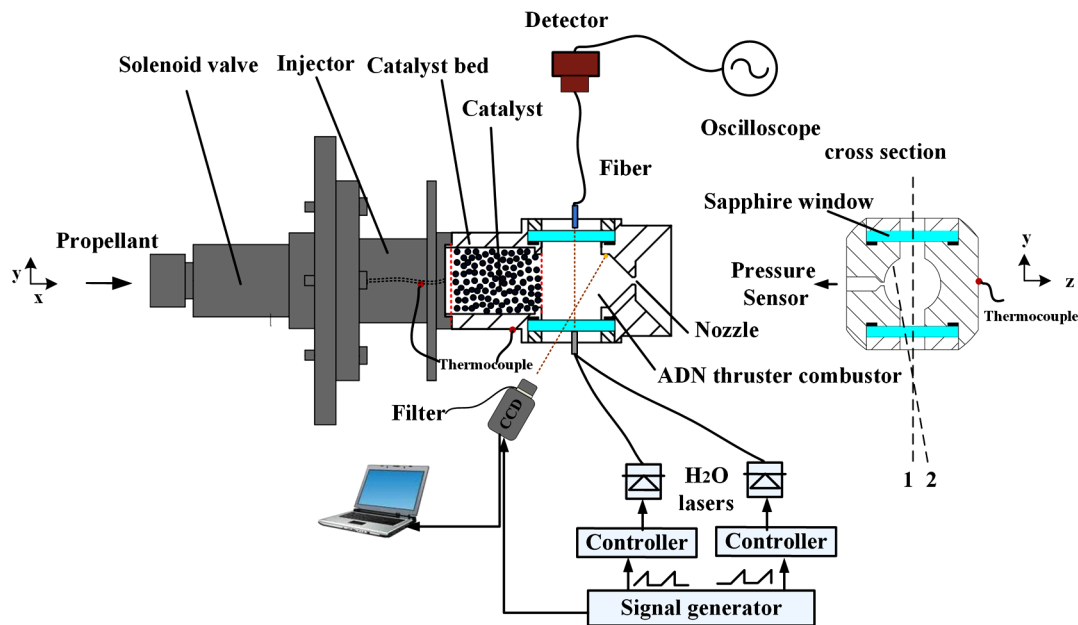 Detector
Solenoid valve
Injector
Catalyst bed
Catalyst
Oscilloscope
cross section
Fiber
Sapphire window
Propellant
y
x
Pressure
Sensor
y
z
Thermocouple
Nozzle
Thermocouple
ADN thruster combustor
Filter
CCD
H2O
lasers
1 2
Controller
Controller
Signal generator